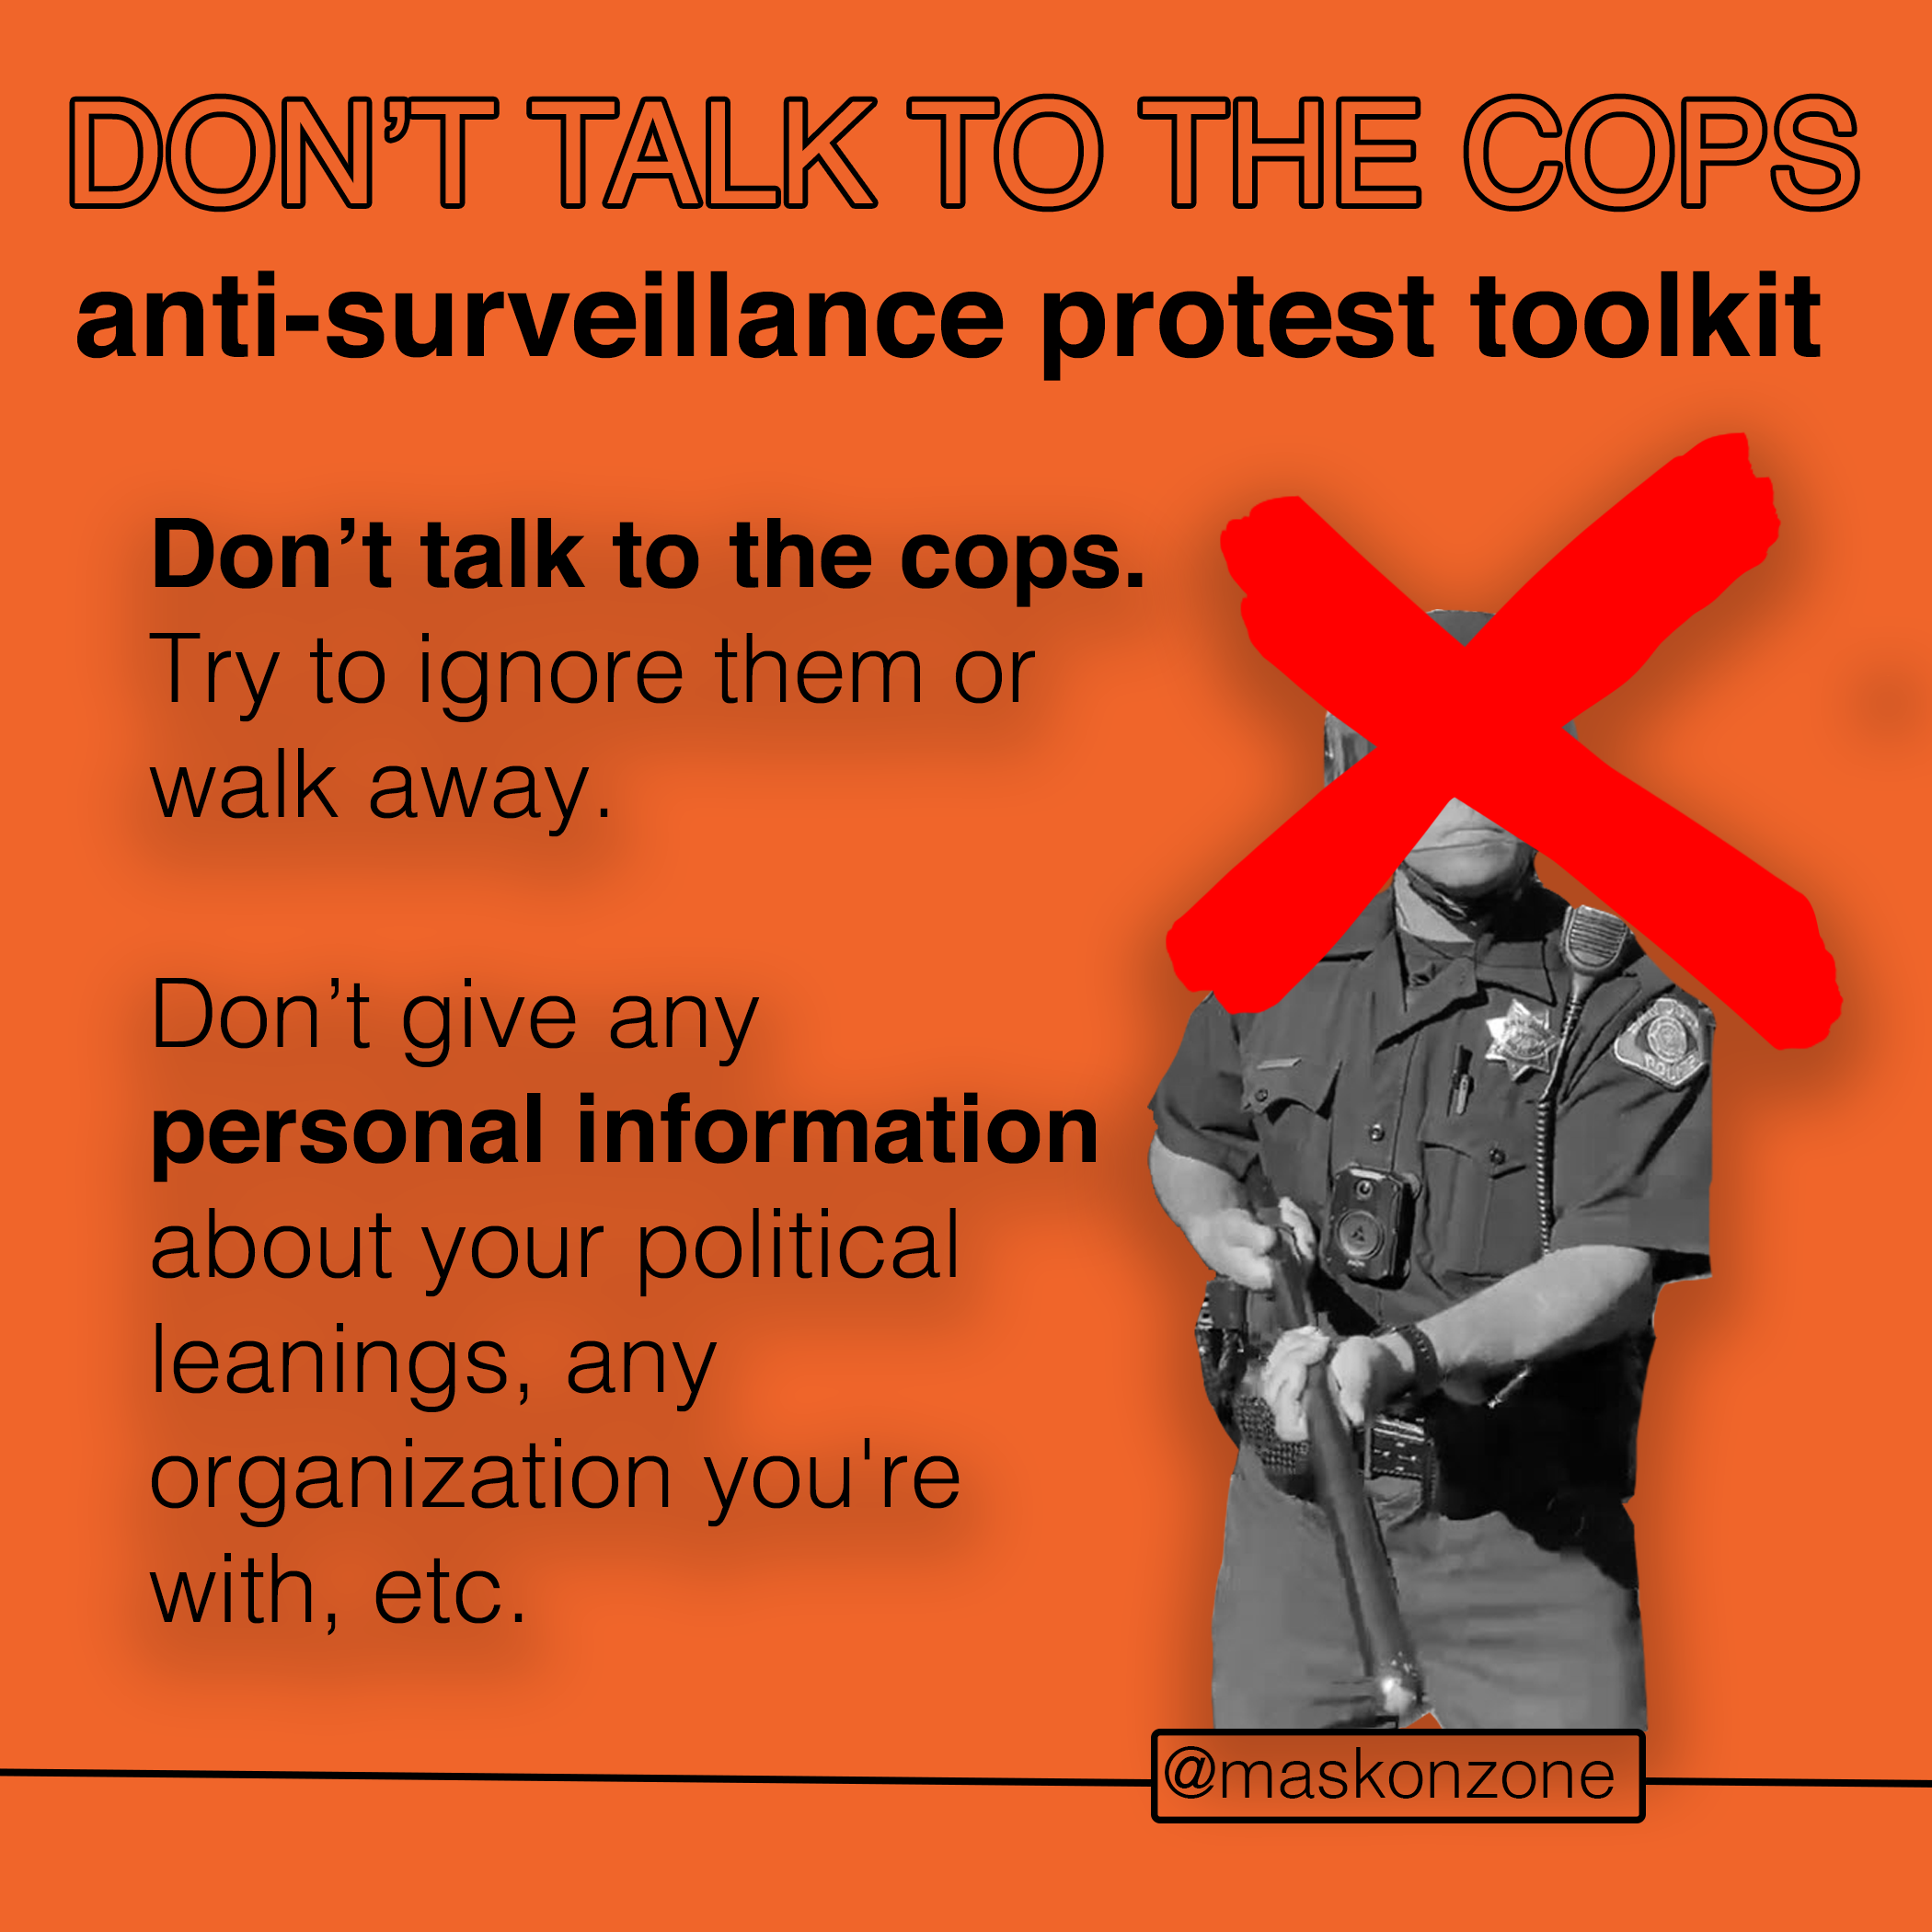 DON’T TALK TO THE COPS
anti-surveillance protest toolkit
Don’t talk to the cops.
Try to ignore them or
walk away.
Don’t give any
personal information
about your political
leanings, any
organization you're
with, etc.
POLICE
@maskonzone